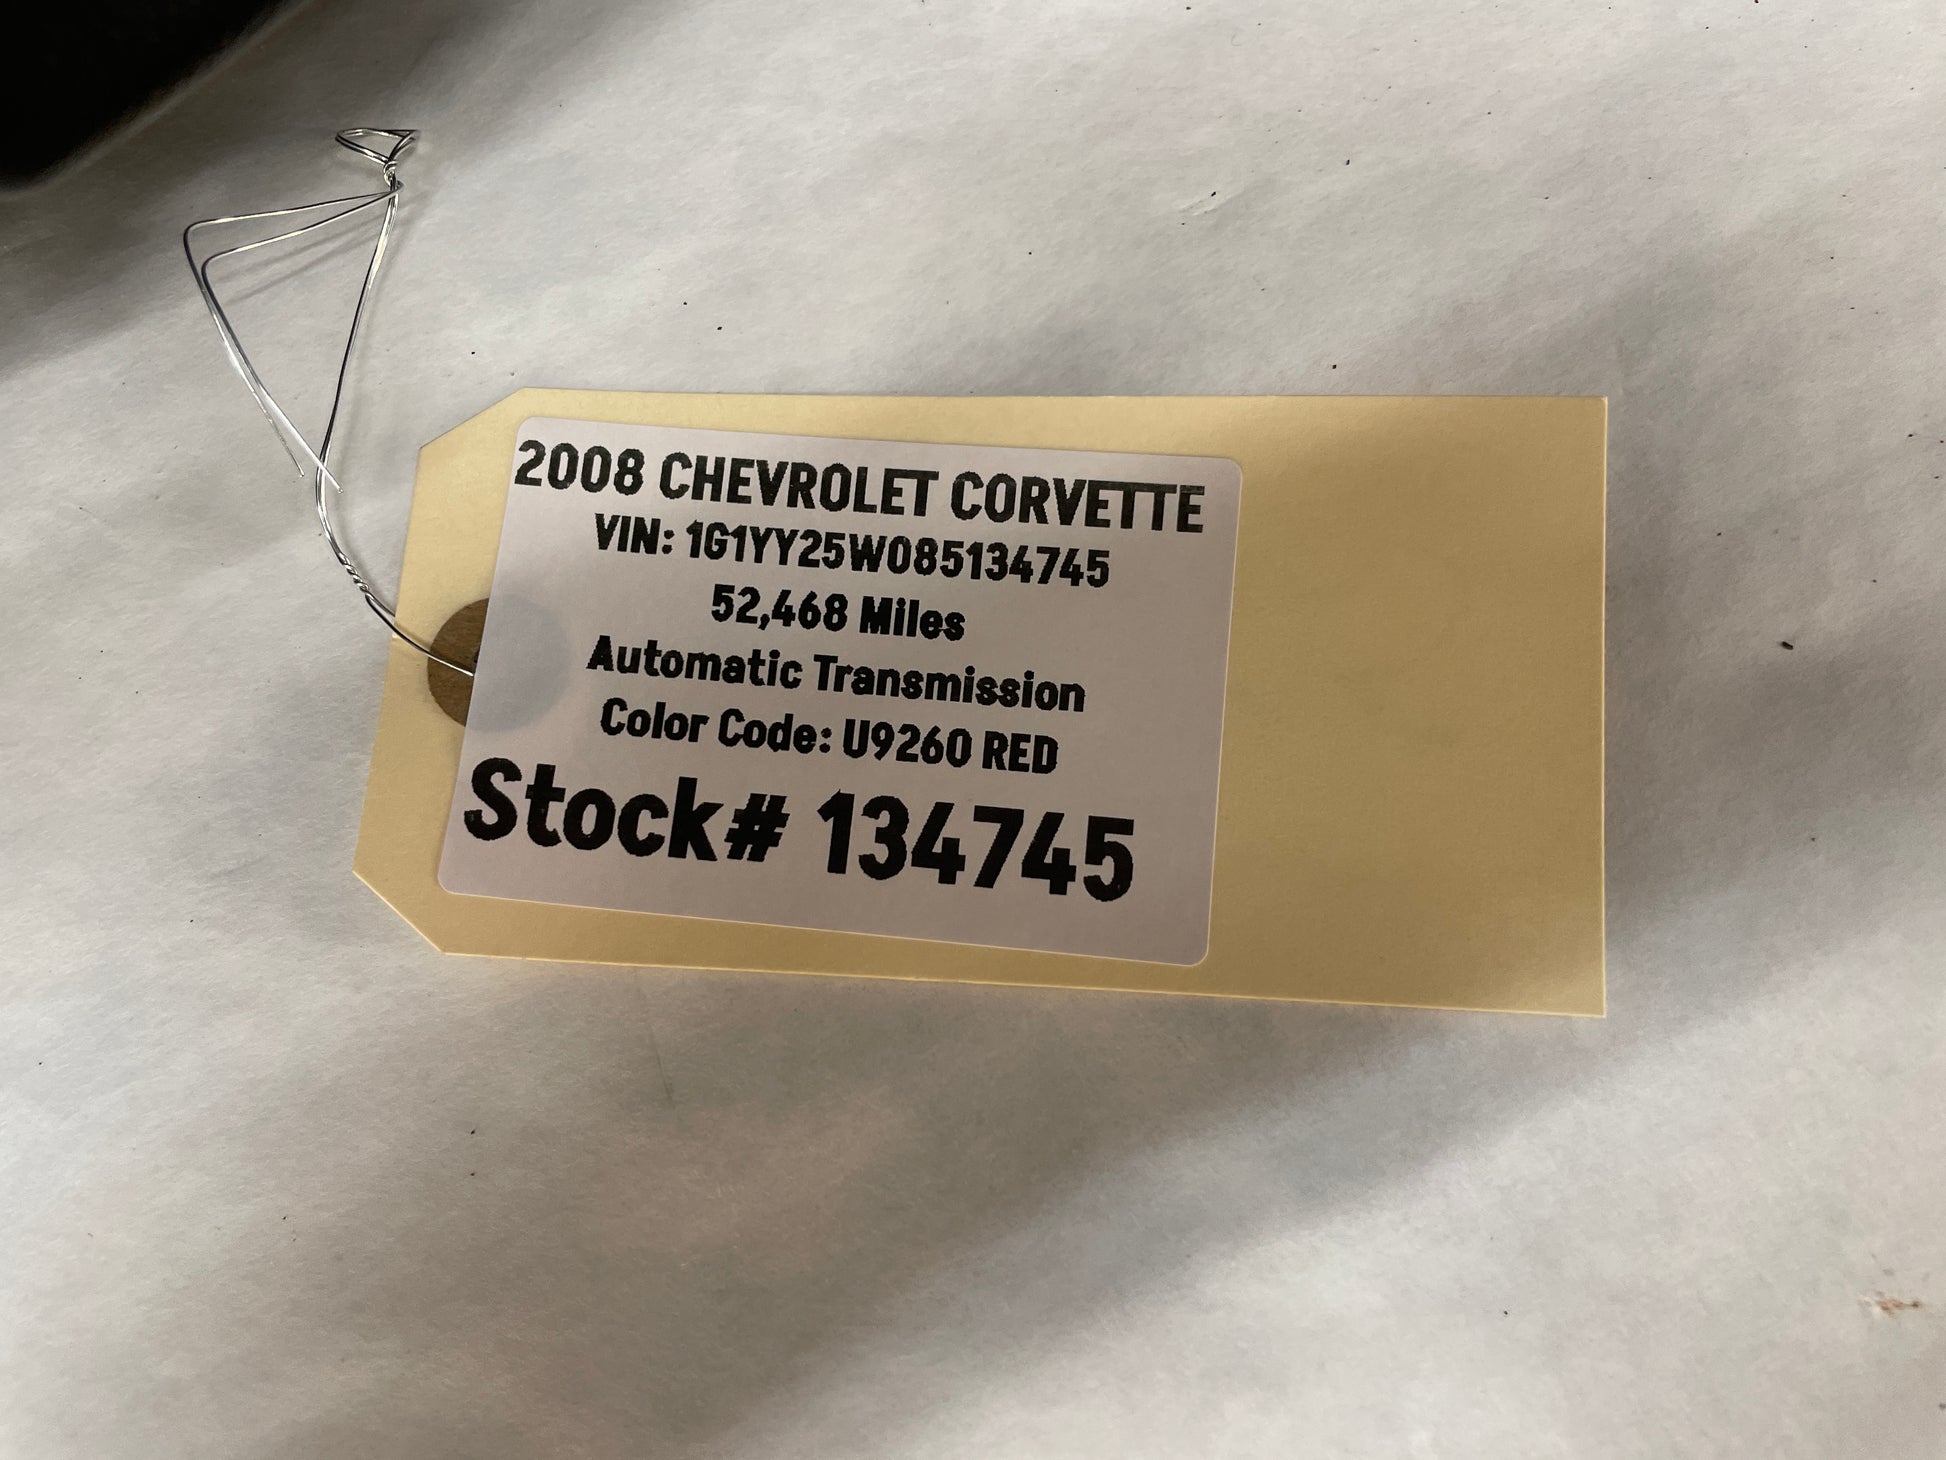 2008 CHEVROLET CORVETTE
VIN: 1G1YY25W085134745
52,468 Miles
Automatic Transmission
Color Code: U9260 RED
Stock# 134745